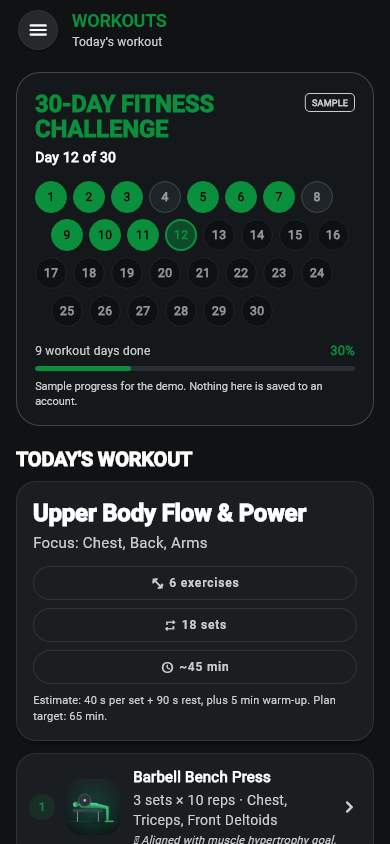 WORKOUTS
Today's workout
30-DAY FITNESS
CHALLENGE
SAMPLE
Day 12 of 30
1 2 3 4 5 6 7 8
9 10 11 12 13 14 15 16
17 18 19 20 21 22 23 24
25 26 27 28 29 30
9 workout days done 30%
Sample progress for the demo. Nothing here is saved to an
account.
TODAY'S WORKOUT
Upper Body Flow & Power
Focus: Chest, Back, Arms
6 exercises
18 sets
~45 min
Estimate: 40 s per set + 90 s rest, plus 5 min warm-up. Plan
target: 65 min.
1
Barbell Bench Press
3 sets × 10 reps · Chest,
Triceps, Front Deltoids
Aligned with muscle hypertrophy goal.